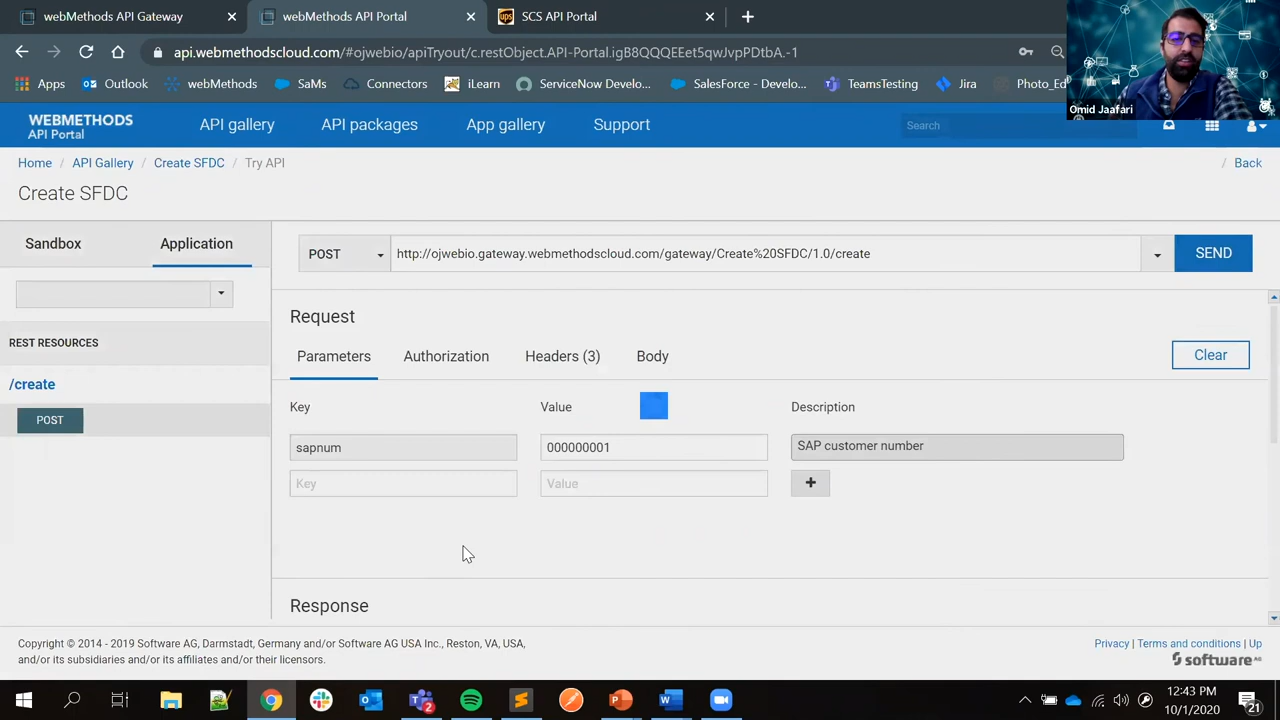 webMethods API Gateway
webMethods API Portal
SCS API Portal
api.webmethodscloud.com/#ojwebio/apiTryout/c.restObject.API-Portal.igB8QQQEEet5qwJvpPDtbA.-1
Apps
Outlook
webMethods
SaMs
Connectors
iLearn
ServiceNow Develo...
SalesForce - Develo...
TeamsTesting
Jira
Photo_Ed
Omid Jaafari
WEBMETHODS
API Portal
API gallery
API packages
App gallery
Support
Search
Home / API Gallery / Create SFDC / Try API
/ Back
Create SFDC
Sandbox
Application
POST
http://ojwebio.gateway.webmethodscloud.com/gateway/Create%20SFDC/1.0/create
SEND
Request
REST RESOURCES
Parameters
Authorization
Headers (3)
Body
Clear
/create
POST
Key
Value
Description
sapnum
000000001
SAP customer number
Key
Value
+
Response
Copyright © 2014 - 2019 Software AG, Darmstadt, Germany and/or Software AG USA Inc., Reston, VA, USA,
and/or its subsidiaries and/or its affiliates and/or their licensors.
Privacy | Terms and conditions | Up
software AG
12:43 PM
10/1/2020
2
21